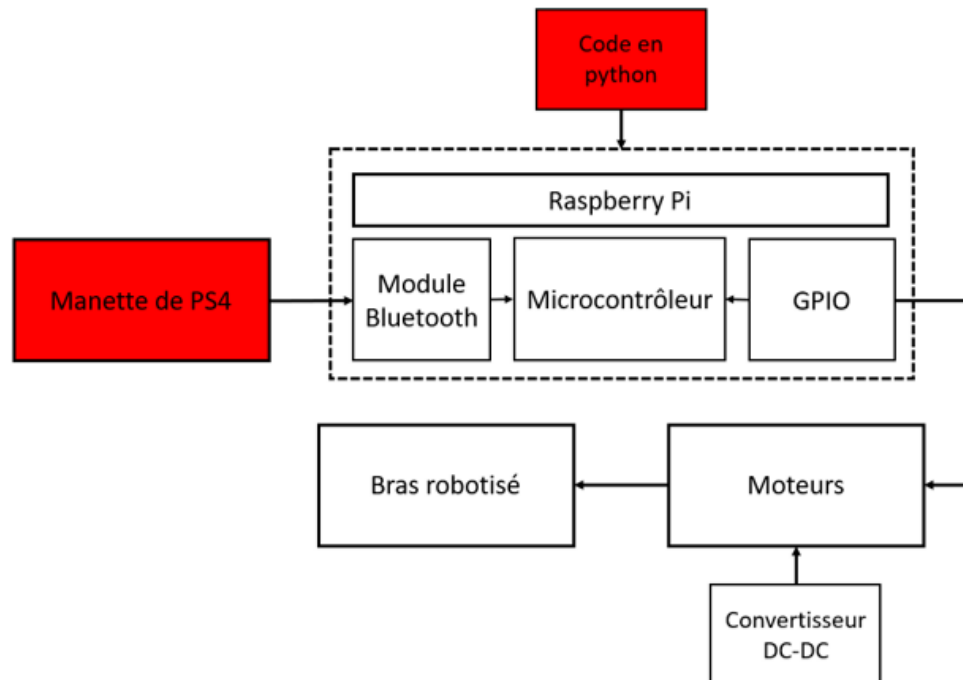 Code en
python
Raspberry Pi
Manette de PS4
Module
Bluetooth
Microcontrôleur
GPIO
Bras robotisé
Moteurs
Convertisseur
DC-DC